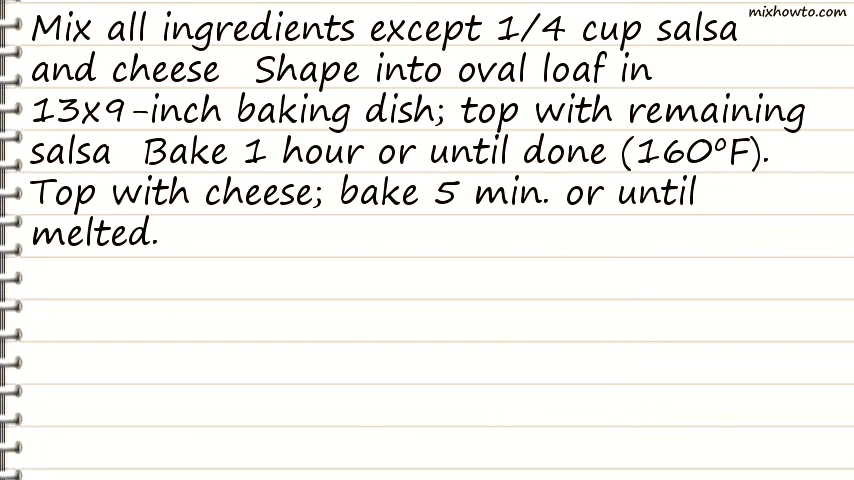 mixhowto.com
Mix all ingredients except 1/4 cup salsa
and cheese  Shape into oval loaf in
13x9-inch baking dish; top with remaining
salsa  Bake 1 hour or until done (160ºF).
Top with cheese; bake 5 min. or until
melted.